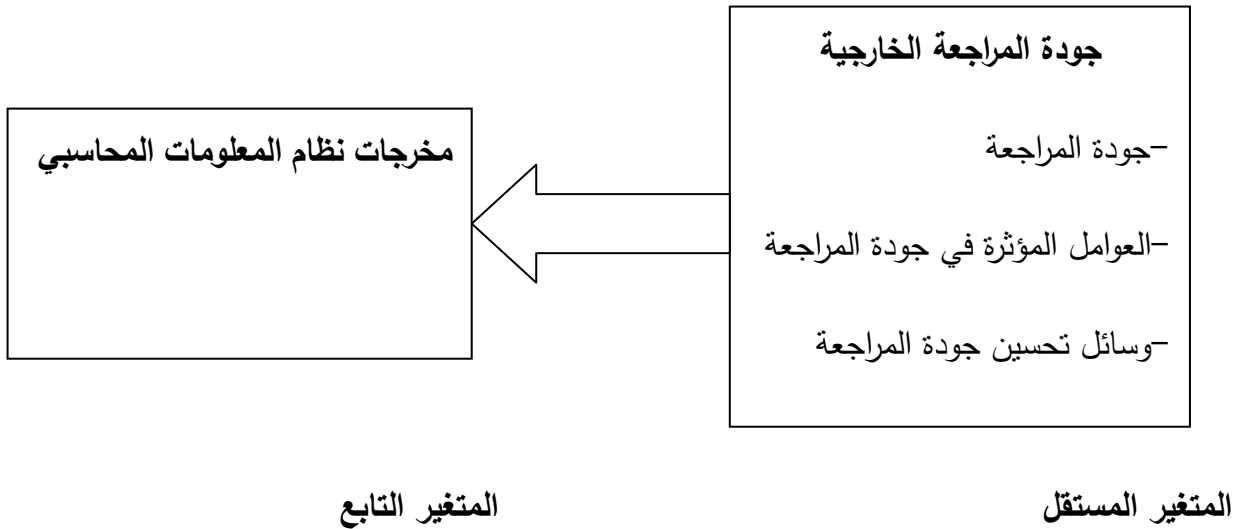 جودة المراجعة الخارجية
-جودة المراجعة
-العوامل المؤثرة في جودة المراجعة
-وسائل تحسين جودة المراجعة
مخرجات نظام المعلومات المحاسبي
المتغير المستقل
المتغير التابع